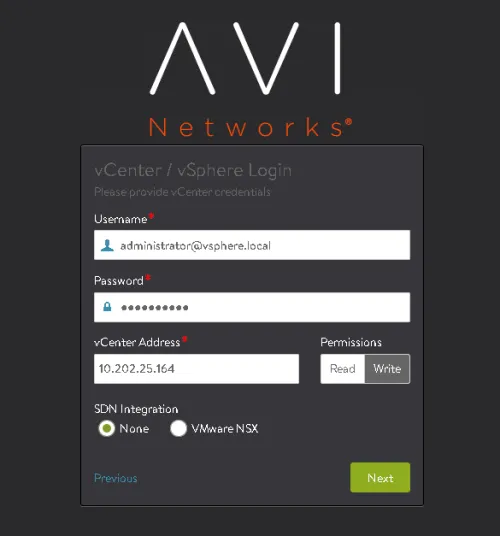 AVI
Networks®
vCenter / vSphere Login
Please provide vCenter credentials
Username*
administrator@vsphere.local
Password*
••••••••••
vCenter Address*
Permissions
10.202.25.164
Read
Write
SDN Integration
None
VMware NSX
Previous
Next